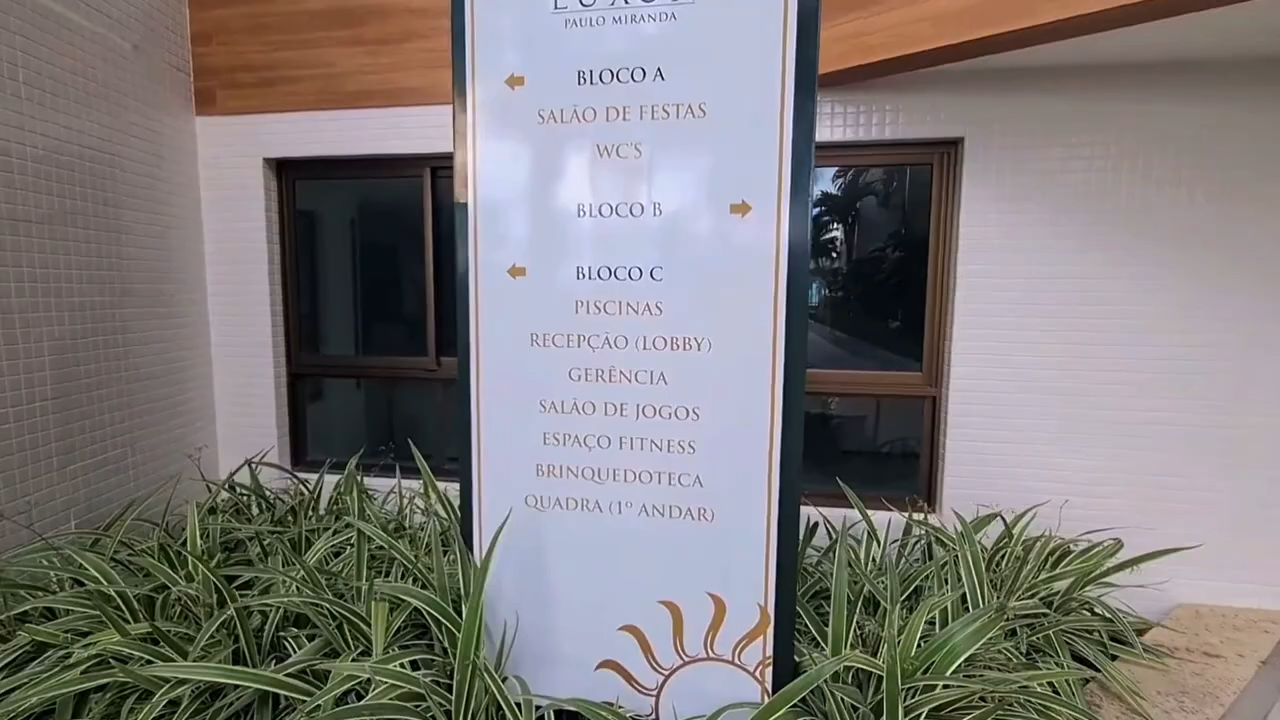 PAULO MIRANDA
BLOCO A
SALÃO DE FESTAS
WC'S
BLOCO B
BLOCO C
PISCINAS
RECEPÇÃO (LOBBY)
GERÊNCIA
SALÃO DE JOGOS
ESPAÇO FITNESS
BRINQUEDOTECA
QUADRA (1º ANDAR)